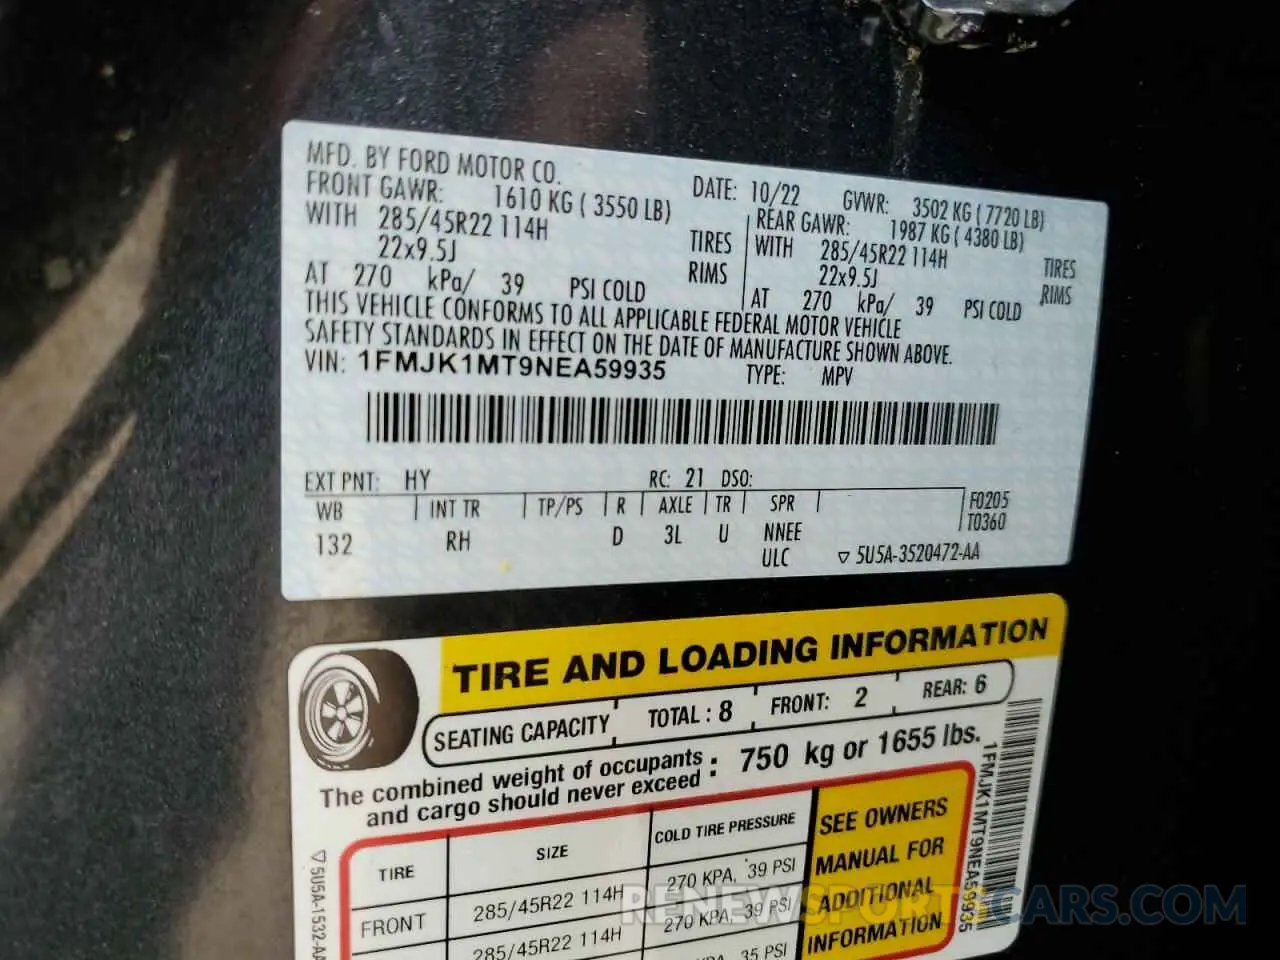 MFD. BY FORD MOTOR CO.
DATE: 10/22 GVWR: 3502 KG ( 7720 LB)
FRONT GAWR: 1610 KG ( 3550 LB)
REAR GAWR: 1987 KG ( 4380 LB)
WITH 285/45R22 114H TIRES
WITH 285/45R22 114H TIRES
22x9.5J RIMS
22x9.5J RIMS
AT 270 kPa/ 39 PSI COLD
AT 270 kPa/ 39 PSI COLD
THIS VEHICLE CONFORMS TO ALL APPLICABLE FEDERAL MOTOR VEHICLE
SAFETY STANDARDS IN EFFECT ON THE DATE OF MANUFACTURE SHOWN ABOVE.
VIN: 1FMJK1MT9NEA59935 TYPE: MPV
EXT PNT: HY RC: 21 DSO:
WB INT TR TP/PS R AXLE TR SPR F0205
T0360
132 RH D 3L U NNEE
ULC ▽ 5U5A-3520472-AA
TIRE AND LOADING INFORMATION
SEATING CAPACITY TOTAL : 8 FRONT: 2 REAR: 6
The combined weight of occupants and cargo should never exceed : 750 kg or 1655 lbs.
TIRE SIZE COLD TIRE PRESSURE
FRONT 285/45R22 114H 270 KPA, 39 PSI
285/45R22 114H 270 KPA, 39 PSI
35 PSI
SEE OWNERS
MANUAL FOR
ADDITIONAL
INFORMATION
1FMJK1MT9NEA59935
▽ 5U5A-1532-AA
RENEWSPORTSCARS.COM